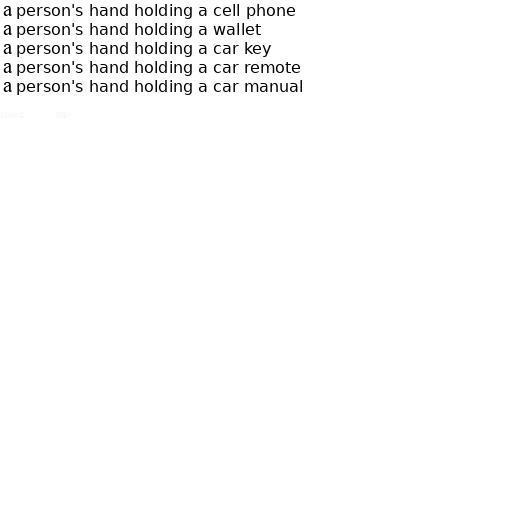 a person's hand holding a cell phone
a person's hand holding a wallet
a person's hand holding a car key
a person's hand holding a car remote
a person's hand holding a car manual